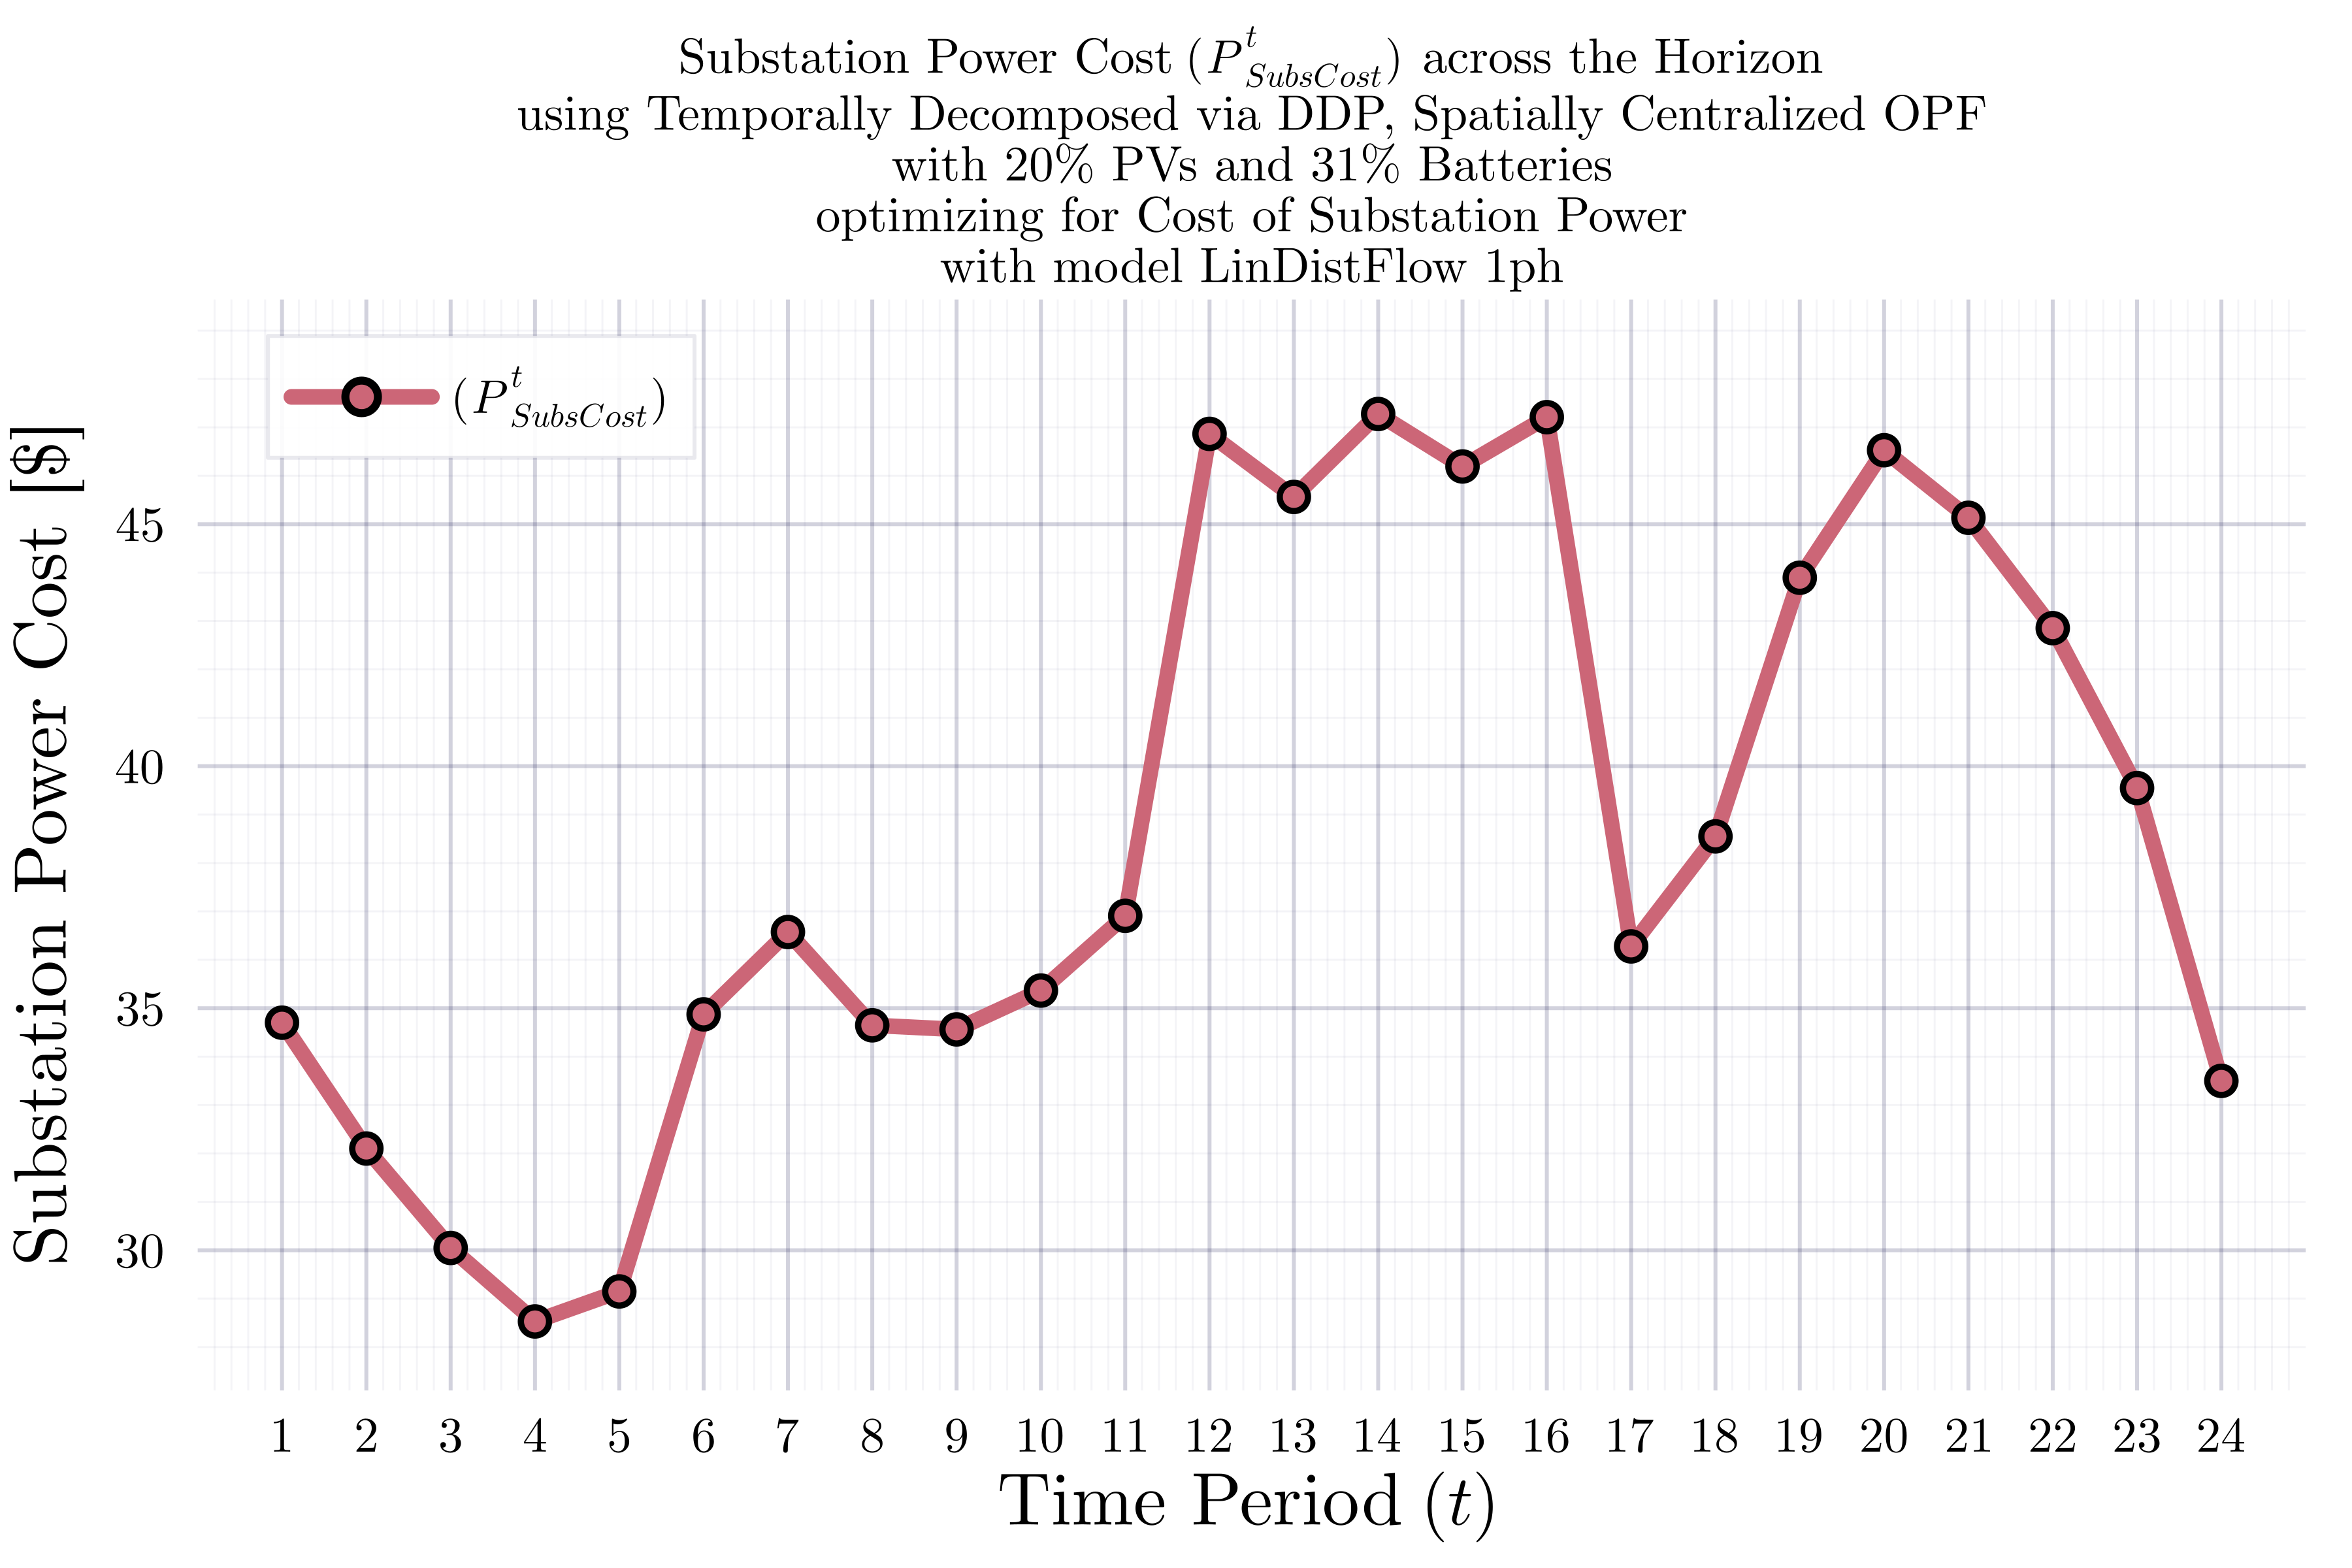 Substation Power Cost (P^t_SubsCost) across the Horizon
using Temporally Decomposed via DDP, Spatially Centralized OPF
with 20% PVs and 31% Batteries
optimizing for Cost of Substation Power
with model LinDistFlow 1ph
(P^t_SubsCost)
Substation Power Cost [$]
45
40
35
30
1 2 3 4 5 6 7 8 9 10 11 12 13 14 15 16 17 18 19 20 21 22 23 24
Time Period (t)